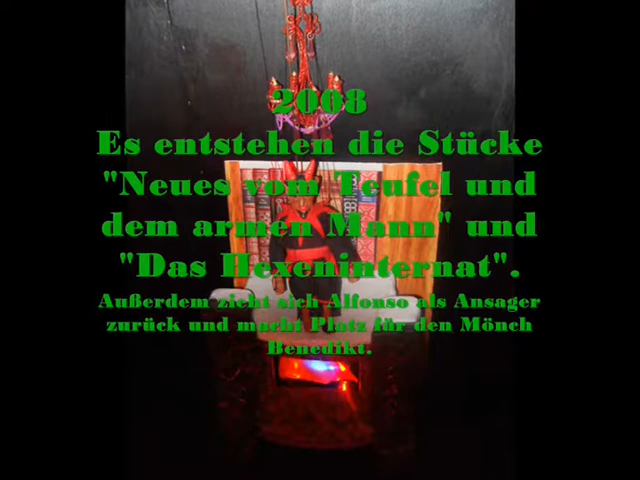 2008
Es entstehen die Stücke
"Neues vom Teufel und
dem armen Mann" und
"Das Hexeninternat".
Außerdem zieht sich Alfonso als Ansager
zurück und macht Platz für den Mönch
Benedikt.